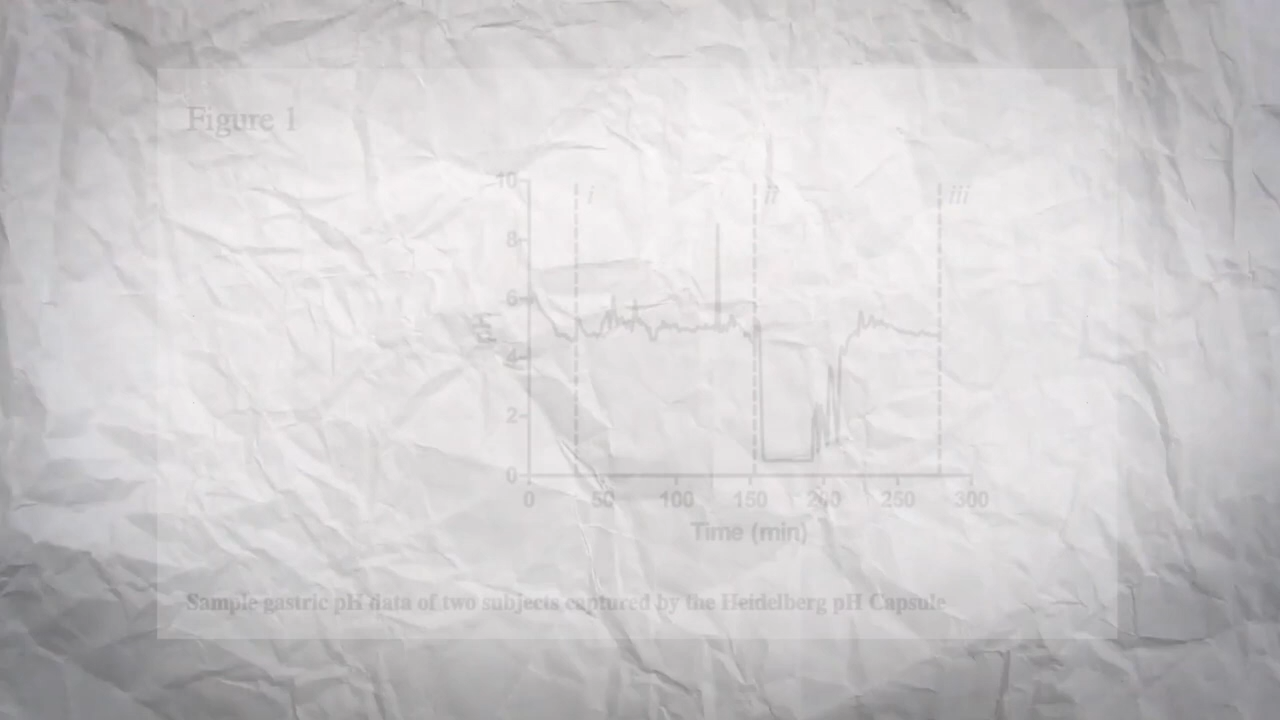 Figure 1
10
i
ii
iii
8
6
pH
4
2
0
0 50 100 150 200 250 300
Time (min)
Sample gastric pH data of two subjects captured by the Heidelberg pH Capsule